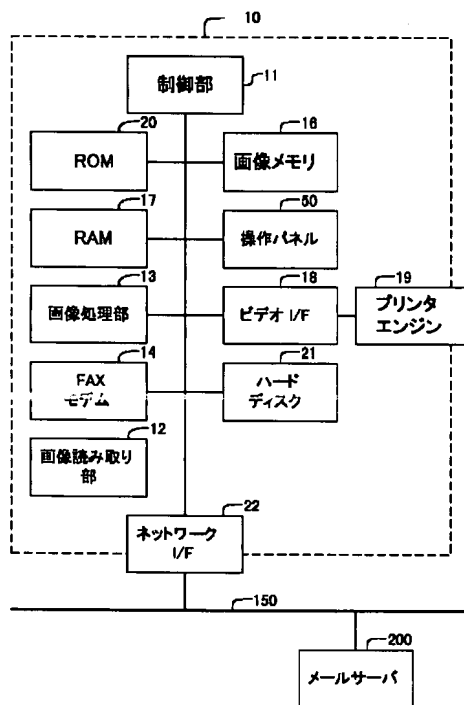 10
制御部
11
20
ROM
16
画像メモリ
17
RAM
50
操作パネル
13
画像処理部
18
ビデオ I/F
19
プリンタ
エンジン
14
FAX
モデム
21
ハード
ディスク
12
画像読み取り
部
22
ネットワーク
I/F
150
200
メールサーバ